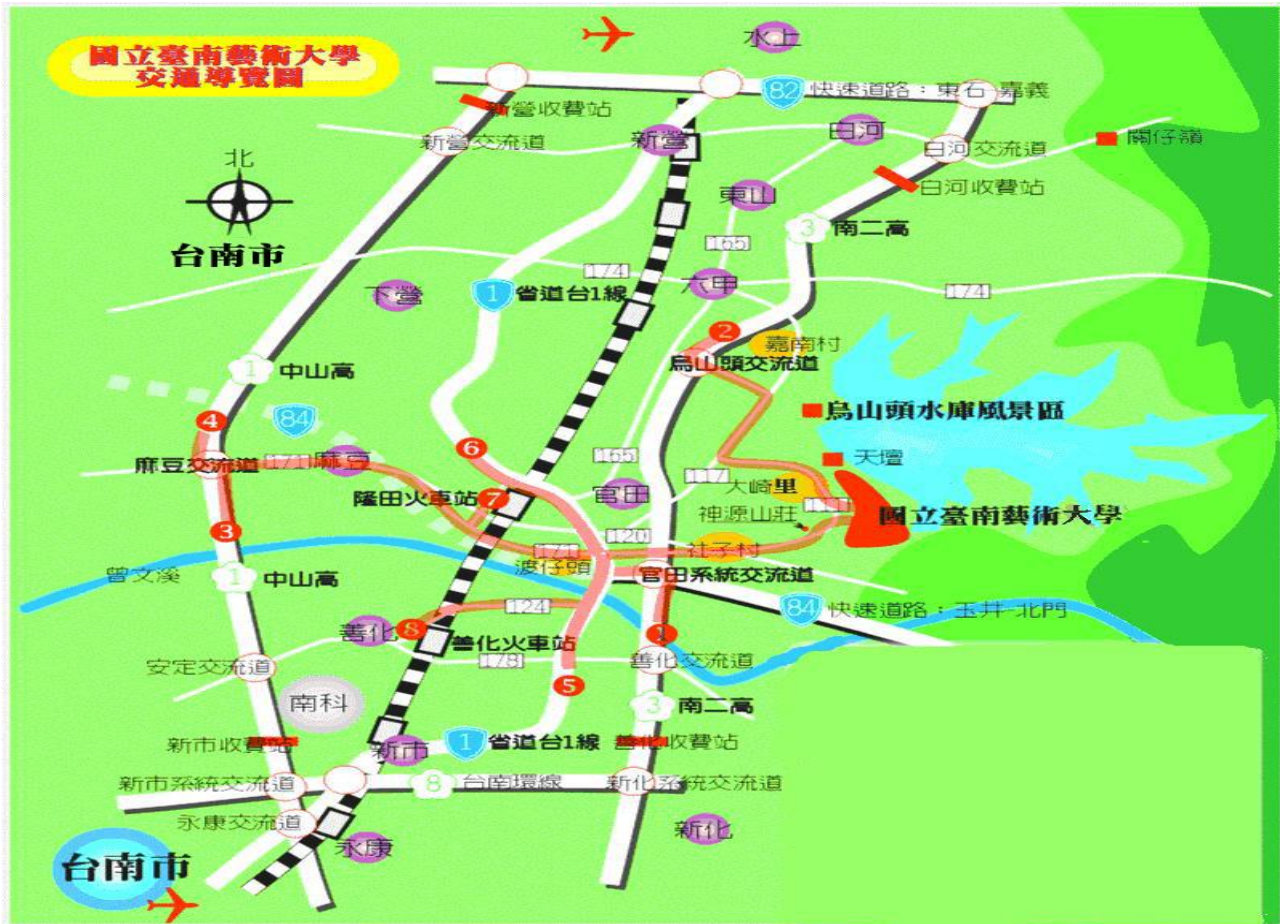 國立臺南藝術大學
交通導覽圖
水上
82
快速道路：東石-嘉義
新營收費站
新營交流道
新營
白河
白河交流道
關仔嶺
北
白河收費站
東山
台南市
3
南二高
165
174
六甲
174
下營
1
省道台1線
2
嘉南村
烏山頭交流道
1
中山高
84
4
烏山頭水庫風景區
6
麻豆交流道
171
麻豆
165
天壇
117
大崎里
隆田火車站
7
官田
111
神源山莊
國立臺南藝術大學
3
120
171
社子村
渡仔頭
官田系統交流道
曾文溪
1
中山高
84
快速道路：玉井-北門
124
善化
8
善化火車站
1
178
善化交流道
安定交流道
5
南科
3
南二高
新市收費站
新市
1
省道台1線
善化收費站
新市系統交流道
8
台南環線
新化系統交流道
永康交流道
永康
新化
台南市